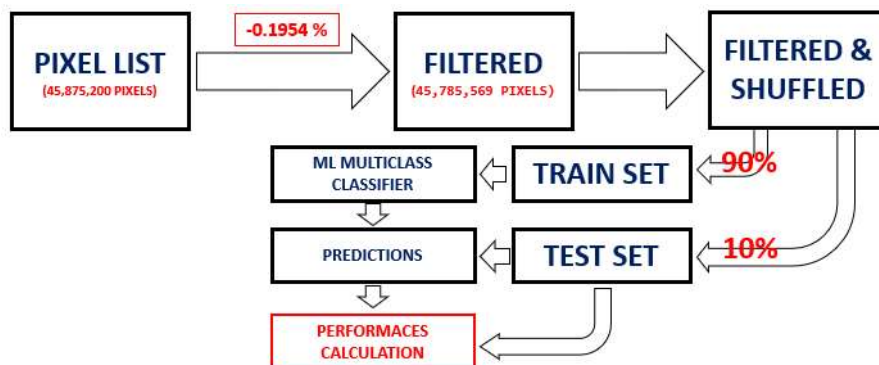 -0.1954 %
PIXEL LIST
(45,875,200 PIXELS)
FILTERED
(45,785,569 PIXELS)
FILTERED &
SHUFFLED
ML MULTICLASS
CLASSIFIER
TRAIN SET
90%
PREDICTIONS
TEST SET
10%
PERFORMACES
CALCULATION